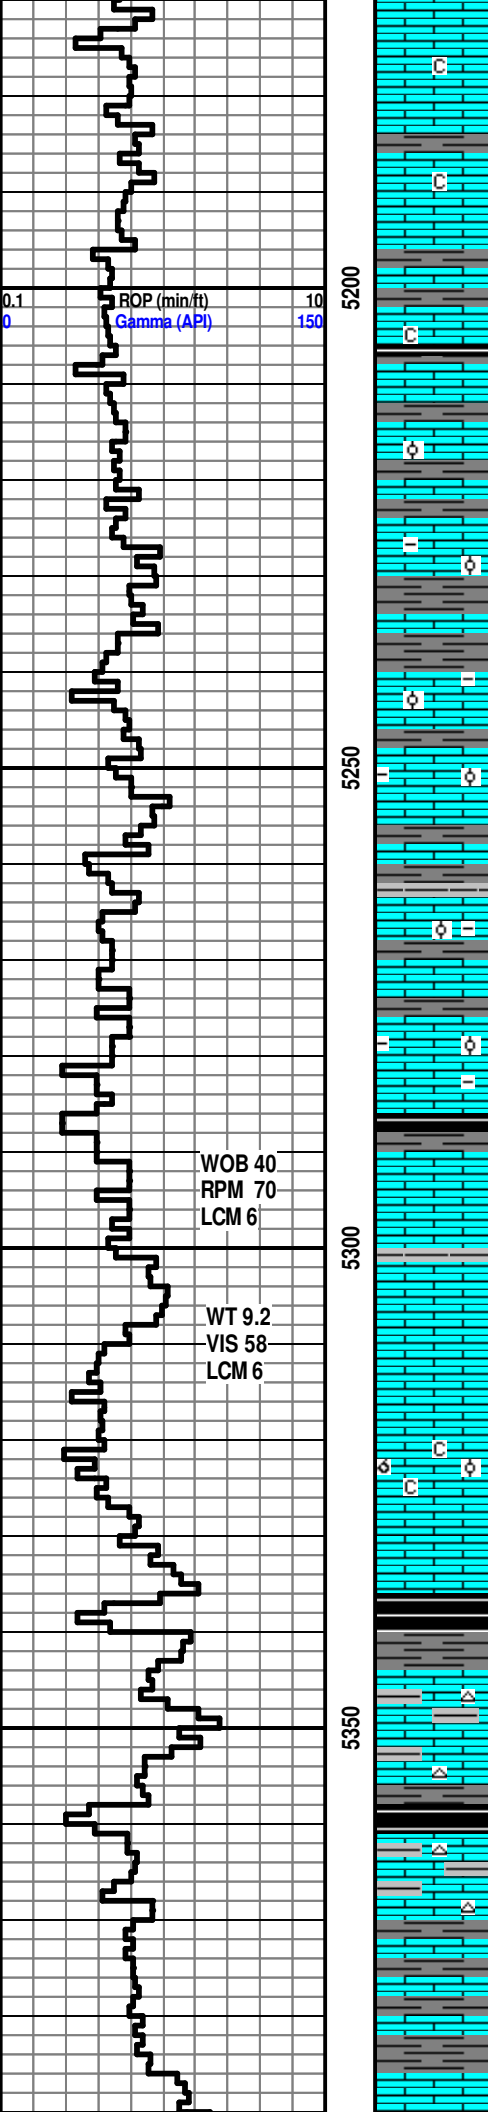 C
C
5200
0.1 ROP (min/ft) 10
0 Gamma (API) 150
C
5250
WOB 40
RPM 70
LCM 6
5300
WT 9.2
VIS 58
LCM 6
C
C
5350